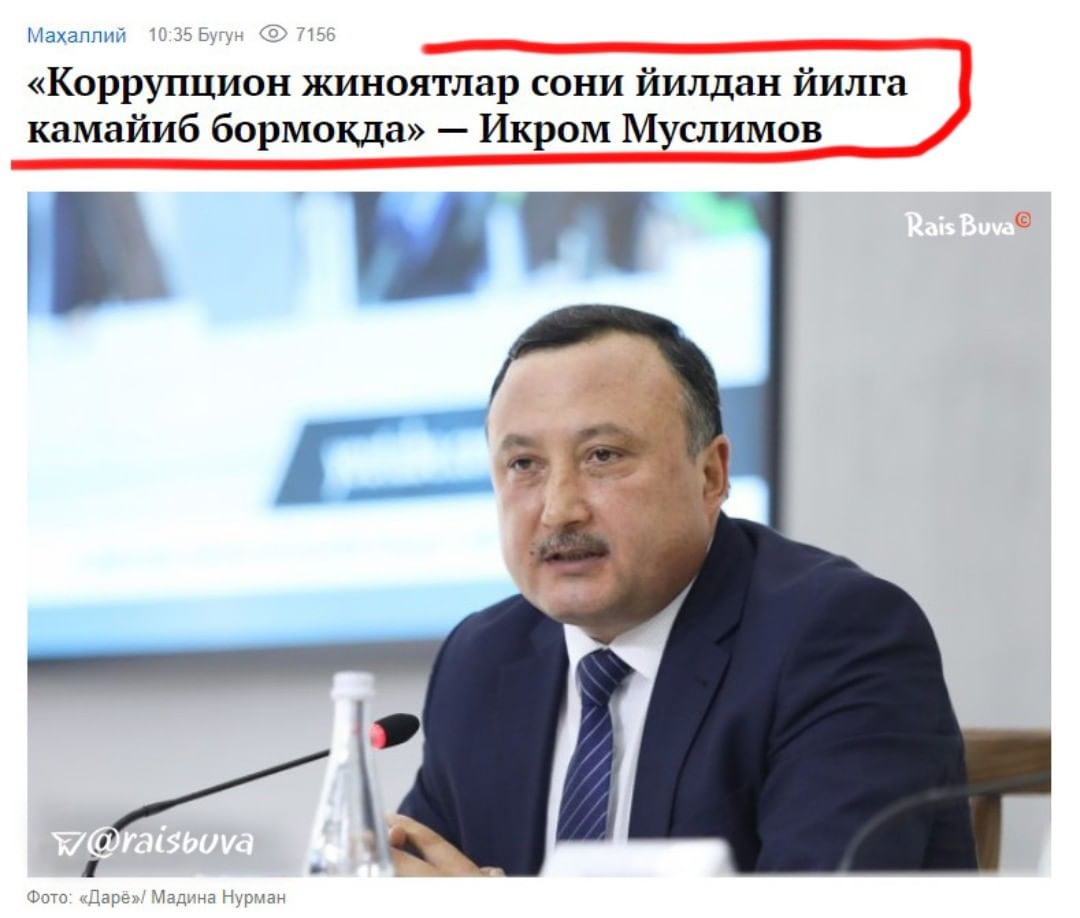 Маҳаллий 10:35 Бугун 7156
«Коррупцион жиноятлар сони йилдан йилга
камайиб бормоқда» — Икром Муслимов
Rais Buva©
@raisbuva
Фото: «Дарё»/ Мадина Нурман